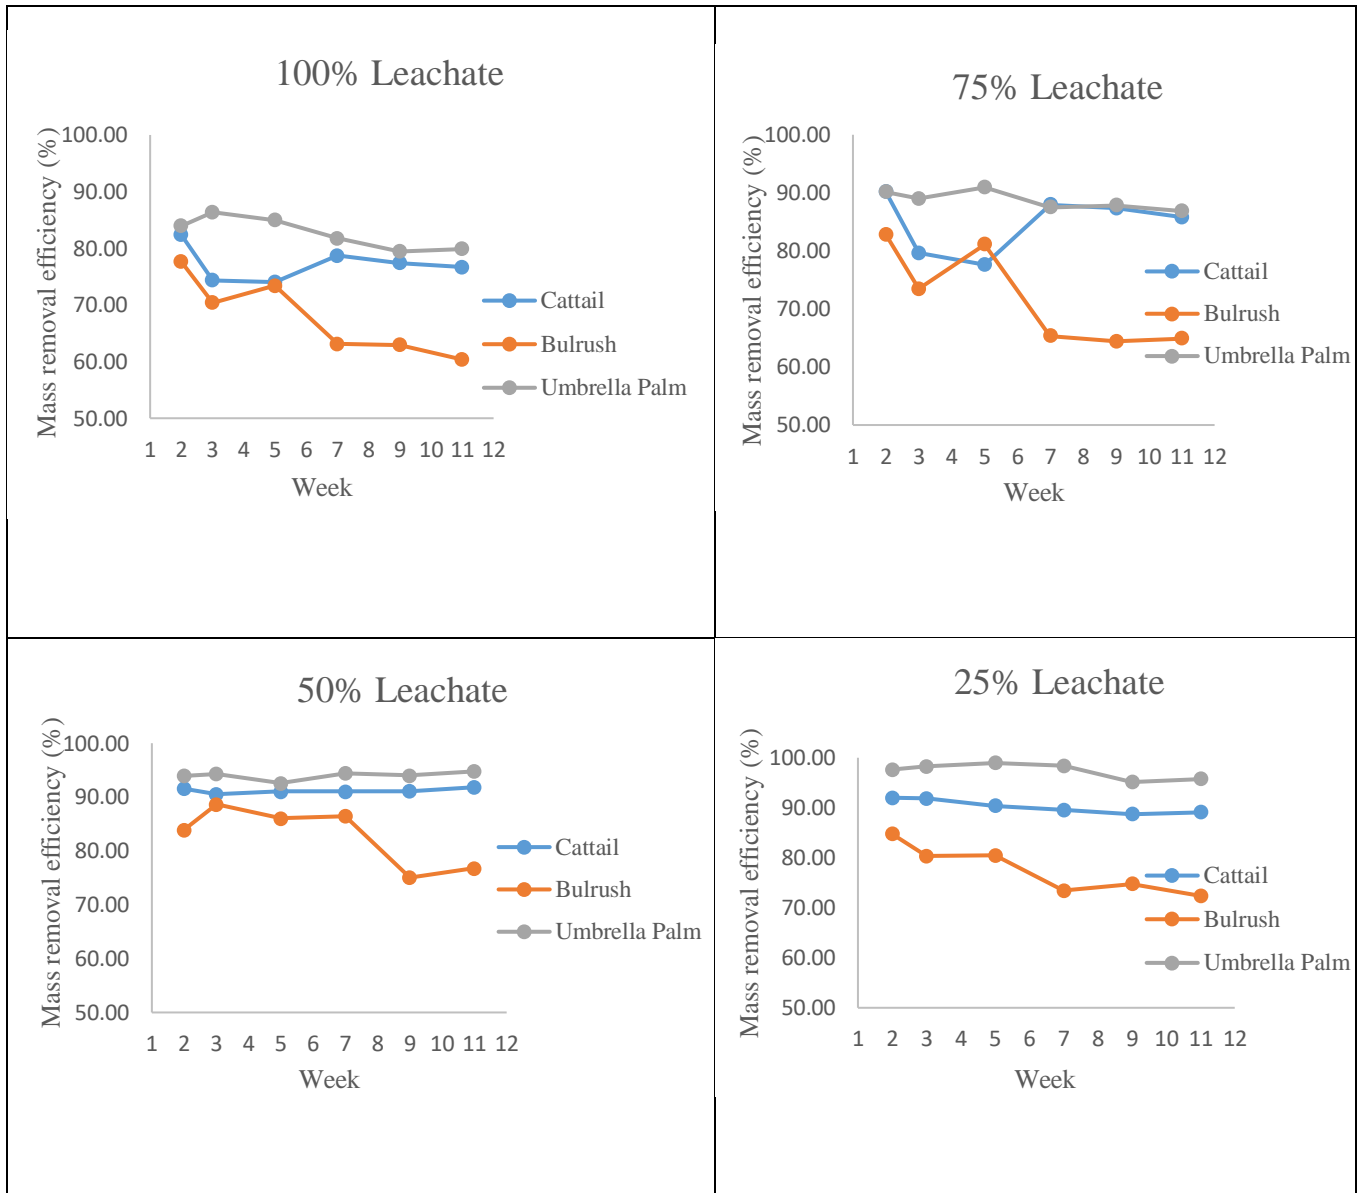 100% Leachate
Mass removal efficiency (%)
100.00
90.00
80.00
70.00
60.00
50.00
1 2 3 4 5 6 7 8 9 10 11 12
Week
Cattail
Bulrush
Umbrella Palm
75% Leachate
Mass removal efficiency (%)
100.00
90.00
80.00
70.00
60.00
50.00
1 2 3 4 5 6 7 8 9 10 11 12
Week
Cattail
Bulrush
Umbrella Palm
50% Leachate
Mass removal efficiency (%)
100.00
90.00
80.00
70.00
60.00
50.00
1 2 3 4 5 6 7 8 9 10 11 12
Week
Cattail
Bulrush
Umbrella Palm
25% Leachate
Mass removal efficiency (%)
100.00
90.00
80.00
70.00
60.00
50.00
1 2 3 4 5 6 7 8 9 10 11 12
Week
Cattail
Bulrush
Umbrella Palm